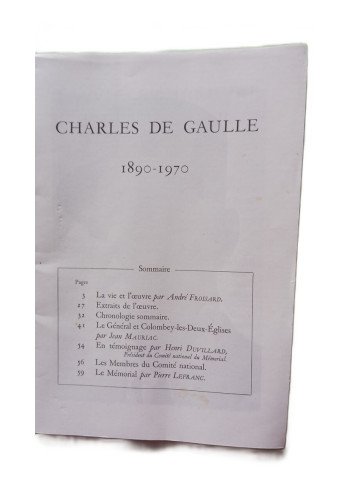 CHARLES DE GAULLE
1890-1970
Sommaire
Pages
3 La vie et l'œuvre par André FROSSARD.
27 Extraits de l'œuvre.
32 Chronologie sommaire.
41 Le Général et Colombey-les-Deux-Églises
par Jean MAURIAC.
54 En témoignage par Henri DUVILLARD,
Président du Comité national du Mémorial.
56 Les Membres du Comité national.
59 Le Mémorial par Pierre LEFRANC.